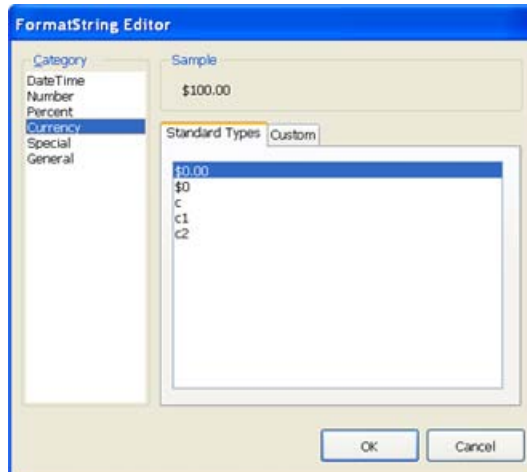 FormatString Editor
Category
DateTime
Number
Percent
Currency
Special
General
Sample
$100.00
Standard Types
Custom
$0.00
$0
c
c1
c2
OK
Cancel